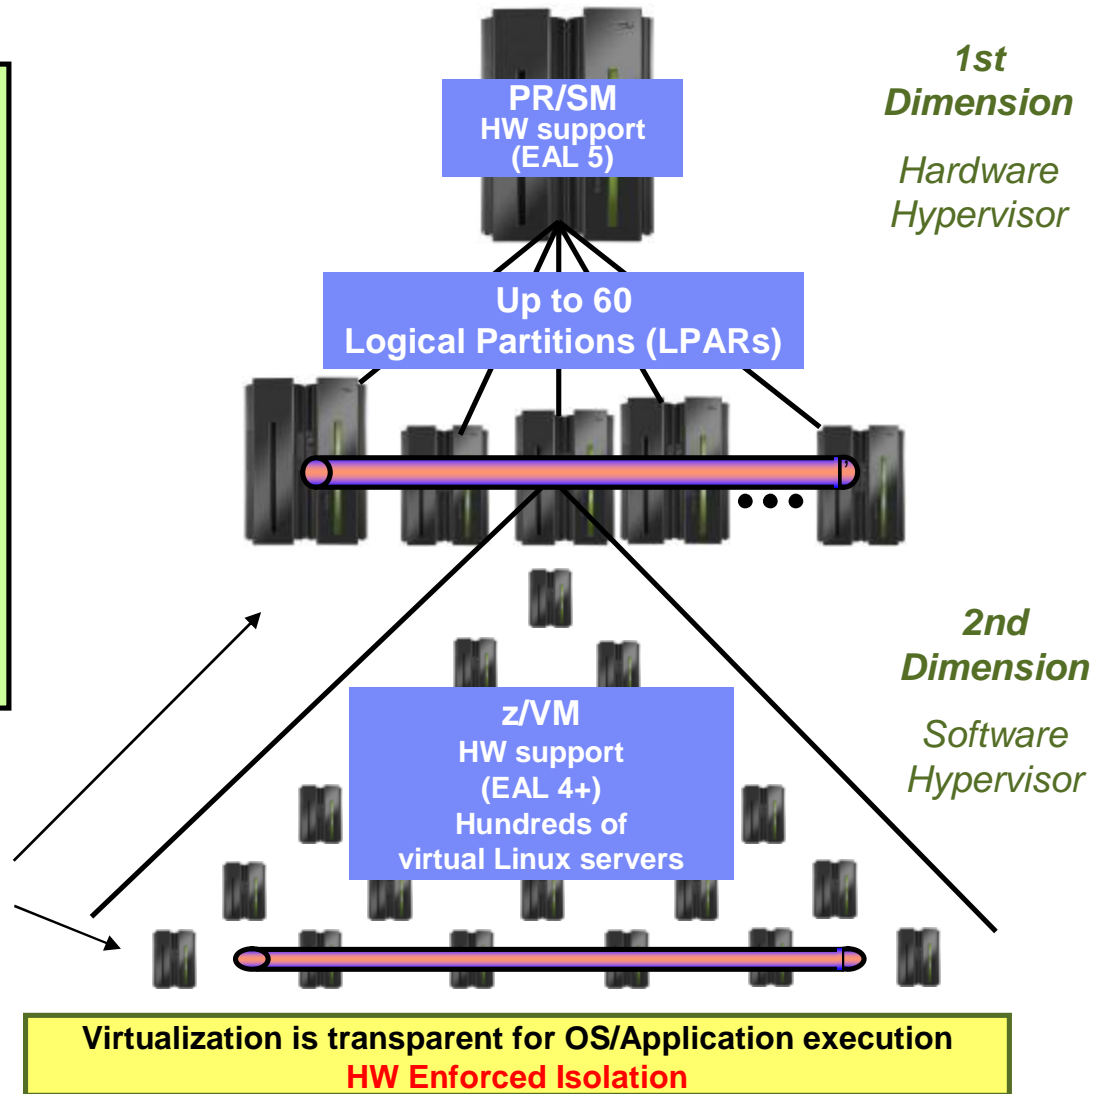 PR/SM
HW support
(EAL 5)
1st
Dimension
Hardware
Hypervisor
Up to 60
Logical Partitions (LPARs)
2nd
Dimension
Software
Hypervisor
z/VM
HW support
(EAL 4+)
Hundreds of
virtual Linux servers
Virtualization is transparent for OS/Application execution
HW Enforced Isolation